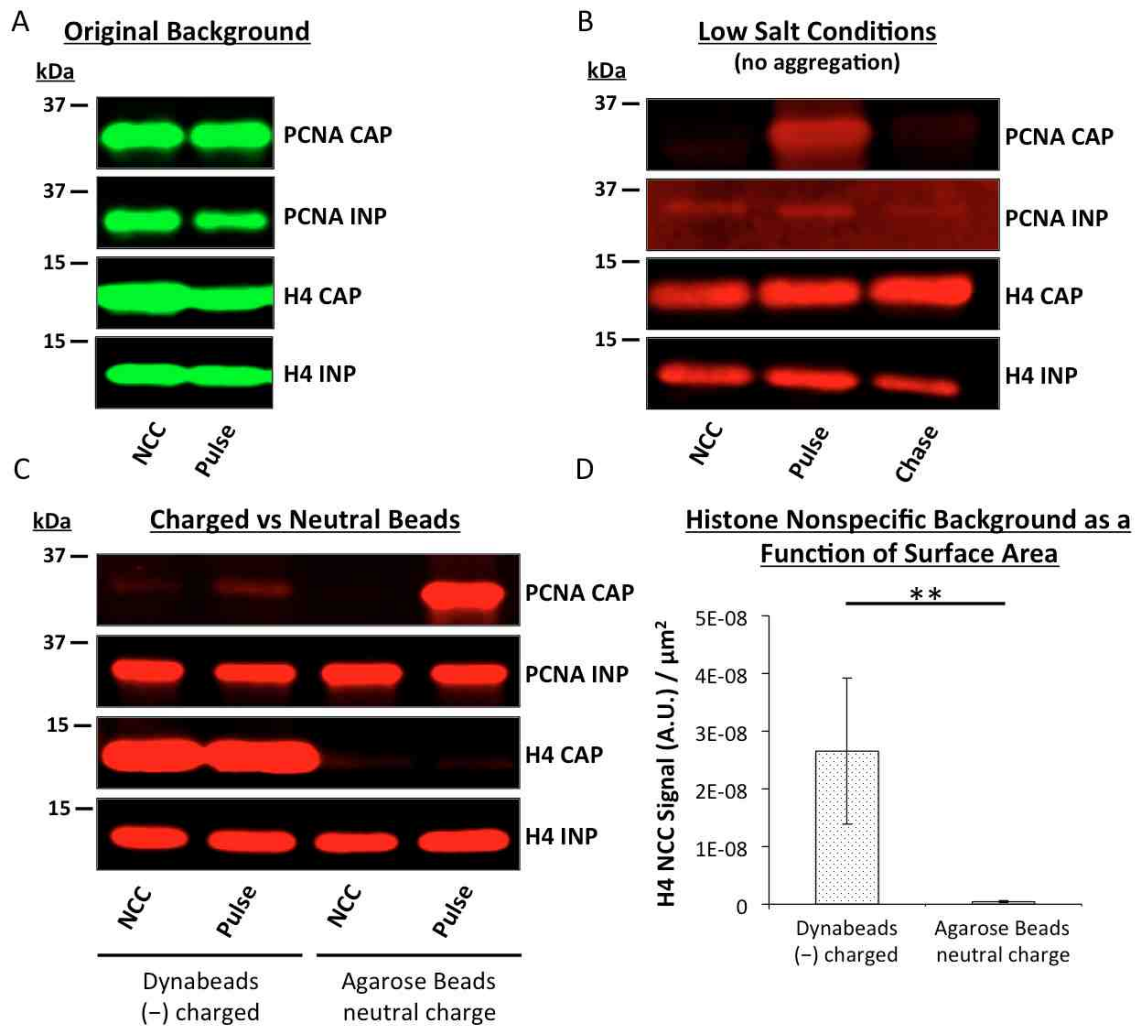 A
Original Background
kDa
37
PCNA CAP
37
PCNA INP
15
H4 CAP
15
H4 INP
NCC
Pulse
B
Low Salt Conditions
(no aggregation)
kDa
37
PCNA CAP
37
PCNA INP
15
H4 CAP
15
H4 INP
NCC
Pulse
Chase
C
kDa
Charged vs Neutral Beads
37
PCNA CAP
37
PCNA INP
15
H4 CAP
15
H4 INP
NCC
Pulse
NCC
Pulse
Dynabeads
(−) charged
Agarose Beads
neutral charge
D
Histone Nonspecific Background as a
Function of Surface Area
**
H4 NCC Signal (A.U.) / µm²
5E-08
4E-08
3E-08
2E-08
1E-08
0
Dynabeads
(−) charged
Agarose Beads
neutral charge